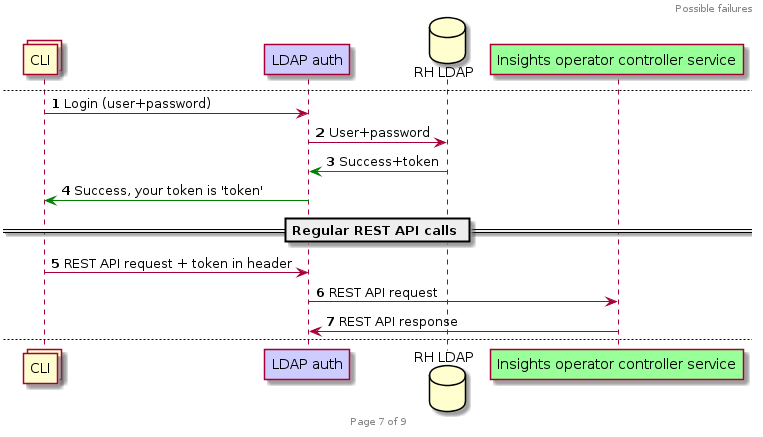 Possible failures
CLI
LDAP auth
RH LDAP
Insights operator controller service
1 Login (user+password)
2 User+password
3 Success+token
4 Success, your token is 'token'
Regular REST API calls
5 REST API request + token in header
6 REST API request
7 REST API response
CLI
LDAP auth
RH LDAP
Insights operator controller service
Page 7 of 9